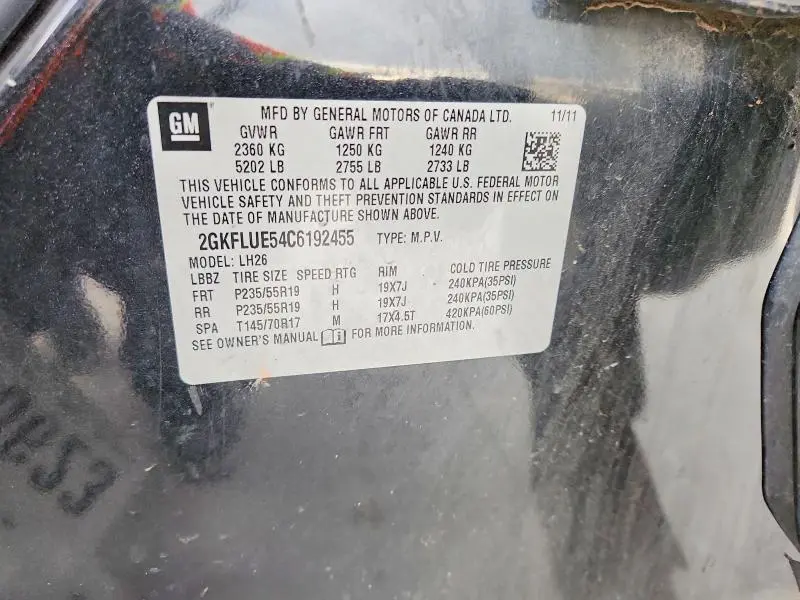 GM
MFD BY GENERAL MOTORS OF CANADA LTD. 11/11
GVWR GAWR FRT GAWR RR
2360 KG 1250 KG 1240 KG
5202 LB 2755 LB 2733 LB
THIS VEHICLE CONFORMS TO ALL APPLICABLE U.S. FEDERAL MOTOR
VEHICLE SAFETY AND THEFT PREVENTION STANDARDS IN EFFECT ON
THE DATE OF MANUFACTURE SHOWN ABOVE.
2GKFLUE54C6192455 TYPE: M.P.V.
MODEL: LH26
LBBZ TIRE SIZE SPEED RTG RIM COLD TIRE PRESSURE
FRT P235/55R19 H 19X7J 240KPA(35PSI)
RR P235/55R19 H 19X7J 240KPA(35PSI)
SPA T145/70R17 M 17X4.5T 420KPA(60PSI)
SEE OWNER'S MANUAL FOR MORE INFORMATION.